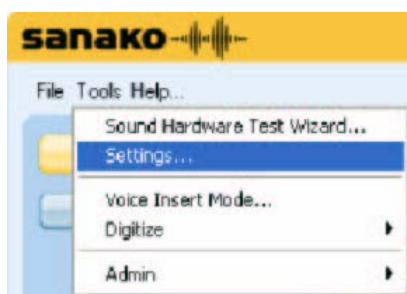 sanako
File Tools Help...
Sound Hardware Test Wizard...
Settings...
Voice Insert Mode...
Digitize
Admin